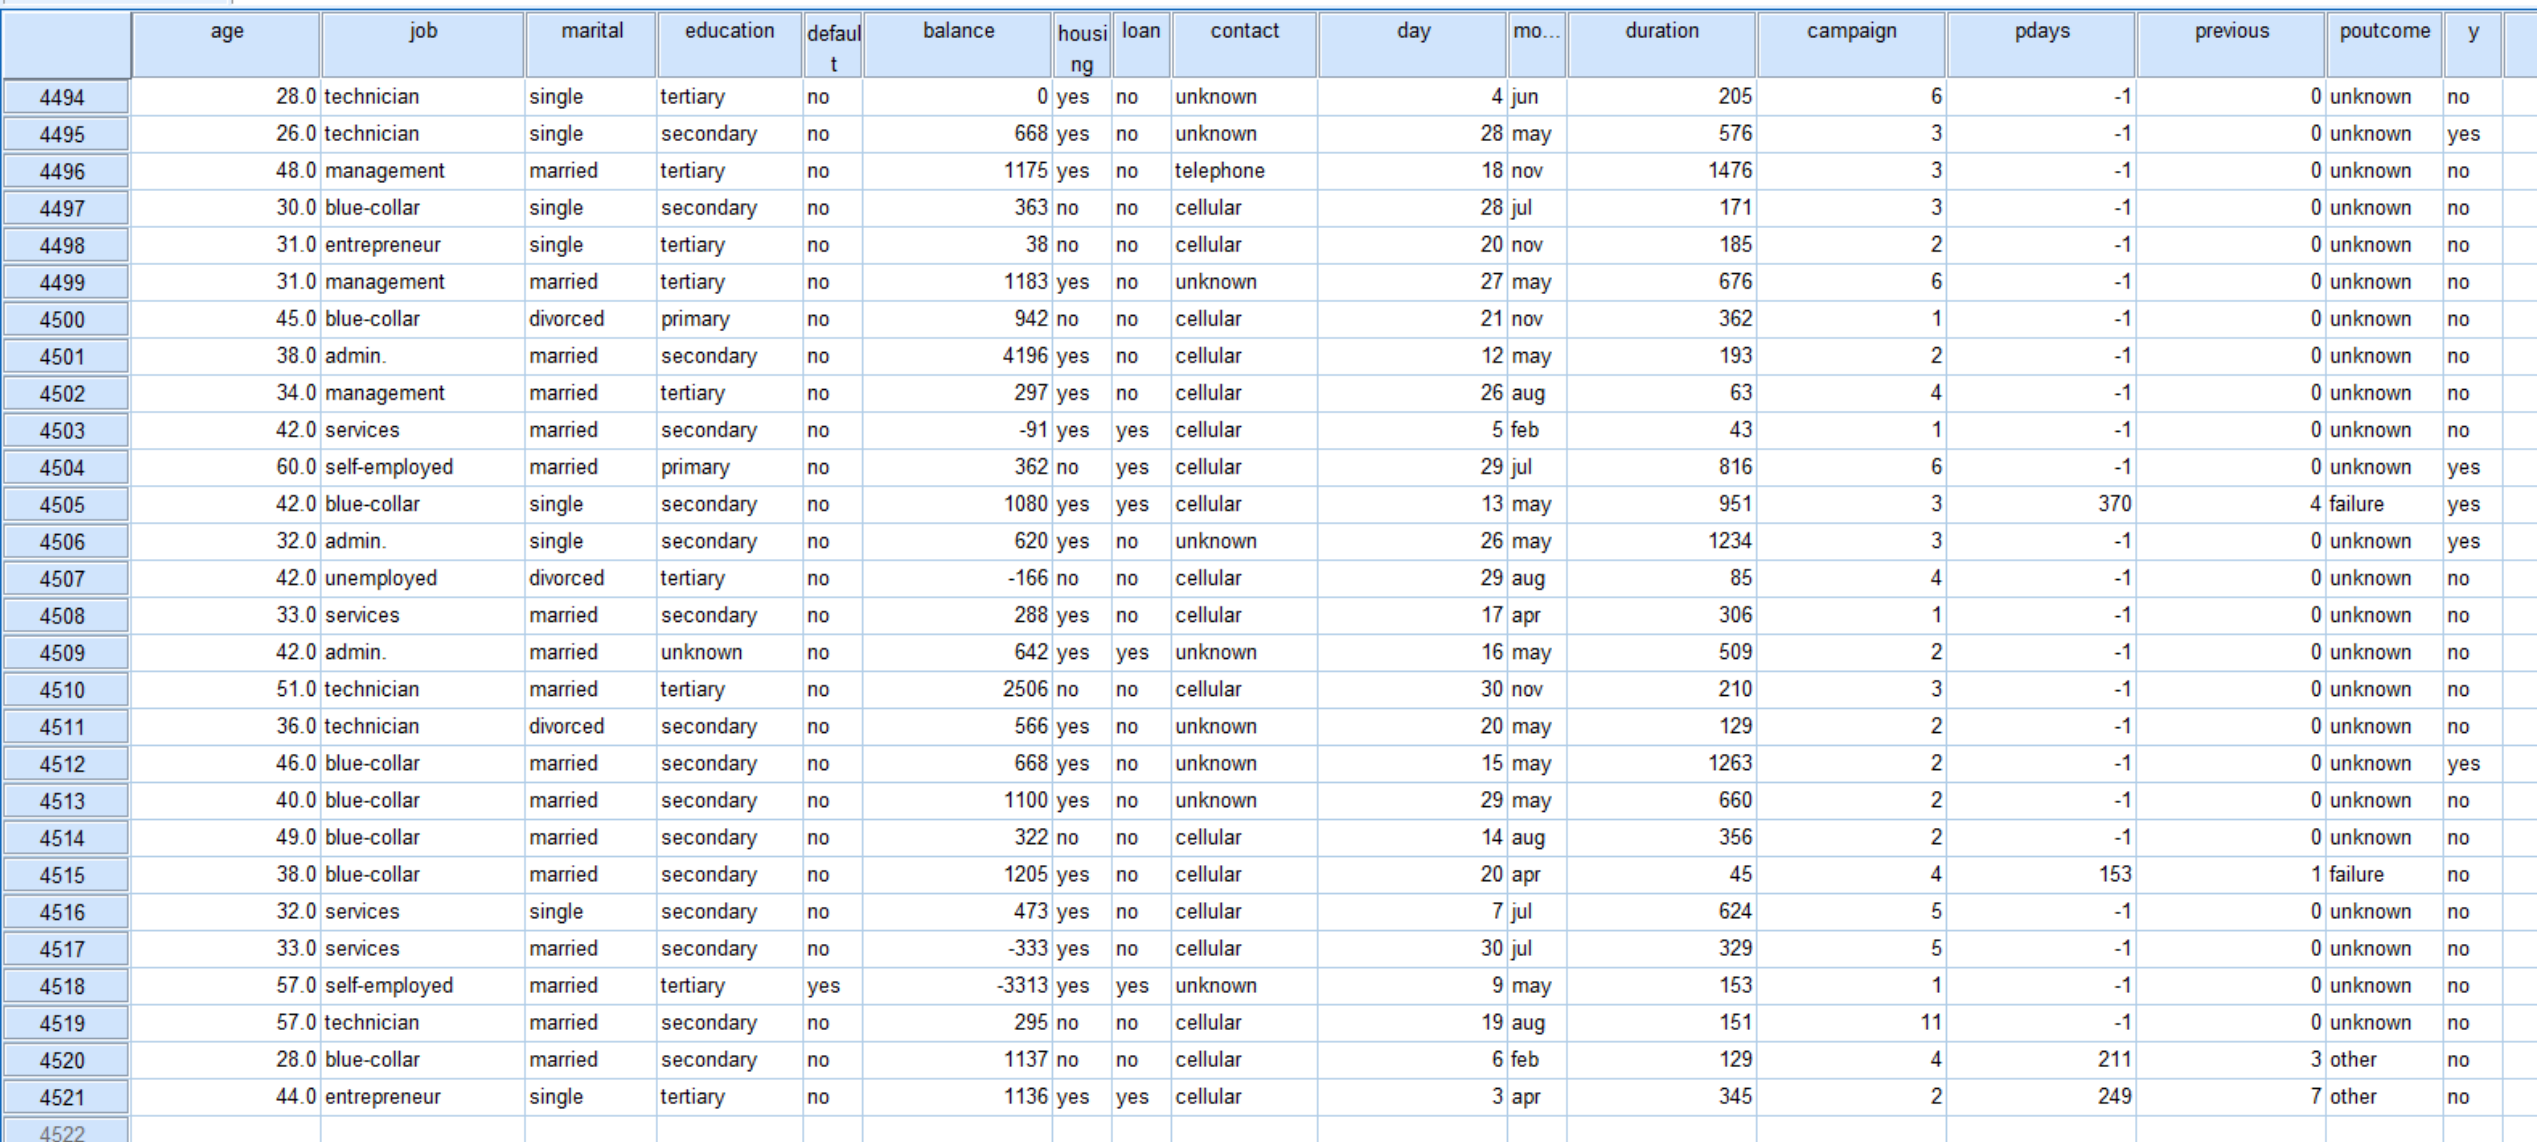 age job marital education defaul t balance housi ng loan contact day mo... duration campaign pdays previous poutcome y
4494 28.0 technician single tertiary no 0 yes no unknown 4 jun 205 6 -1 0 unknown no
4495 26.0 technician single secondary no 668 yes no unknown 28 may 576 3 -1 0 unknown yes
4496 48.0 management married tertiary no 1175 yes no telephone 18 nov 1476 3 -1 0 unknown no
4497 30.0 blue-collar single secondary no 363 no no cellular 28 jul 171 3 -1 0 unknown no
4498 31.0 entrepreneur single tertiary no 38 no no cellular 20 nov 185 2 -1 0 unknown no
4499 31.0 management married tertiary no 1183 yes no unknown 27 may 676 6 -1 0 unknown no
4500 45.0 blue-collar divorced primary no 942 no no cellular 21 nov 362 1 -1 0 unknown no
4501 38.0 admin. married secondary no 4196 yes no cellular 12 may 193 2 -1 0 unknown no
4502 34.0 management married tertiary no 297 yes no cellular 26 aug 63 4 -1 0 unknown no
4503 42.0 services married secondary no -91 yes yes cellular 5 feb 43 1 -1 0 unknown no
4504 60.0 self-employed married primary no 362 no yes cellular 29 jul 816 6 -1 0 unknown yes
4505 42.0 blue-collar single secondary no 1080 yes yes cellular 13 may 951 3 370 4 failure yes
4506 32.0 admin. single secondary no 620 yes no unknown 26 may 1234 3 -1 0 unknown yes
4507 42.0 unemployed divorced tertiary no -166 no no cellular 29 aug 85 4 -1 0 unknown no
4508 33.0 services married secondary no 288 yes no cellular 17 apr 306 1 -1 0 unknown no
4509 42.0 admin. married unknown no 642 yes yes unknown 16 may 509 2 -1 0 unknown no
4510 51.0 technician married tertiary no 2506 no no cellular 30 nov 210 3 -1 0 unknown no
4511 36.0 technician divorced secondary no 566 yes no unknown 20 may 129 2 -1 0 unknown no
4512 46.0 blue-collar married secondary no 668 yes no unknown 15 may 1263 2 -1 0 unknown yes
4513 40.0 blue-collar married secondary no 1100 yes no unknown 29 may 660 2 -1 0 unknown no
4514 49.0 blue-collar married secondary no 322 no no cellular 14 aug 356 2 -1 0 unknown no
4515 38.0 blue-collar married secondary no 1205 yes no cellular 20 apr 45 4 153 1 failure no
4516 32.0 services single secondary no 473 yes no cellular 7 jul 624 5 -1 0 unknown no
4517 33.0 services married secondary no -333 yes no cellular 30 jul 329 5 -1 0 unknown no
4518 57.0 self-employed married tertiary yes -3313 yes yes unknown 9 may 153 1 -1 0 unknown no
4519 57.0 technician married secondary no 295 no no cellular 19 aug 151 11 -1 0 unknown no
4520 28.0 blue-collar married secondary no 1137 no no cellular 6 feb 129 4 211 3 other no
4521 44.0 entrepreneur single tertiary no 1136 yes yes cellular 3 apr 345 2 249 7 other no
4522